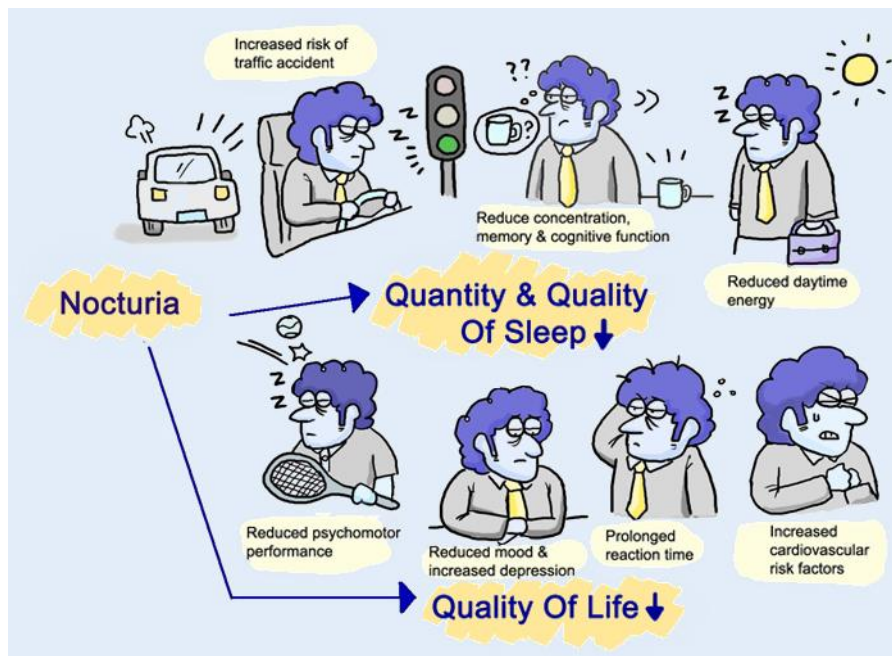 Increased risk of
traffic accident
z
z
z
??
?
z
z
Reduce concentration,
memory & cognitive function
Reduced daytime
energy
Nocturia
Quantity & Quality
Of Sleep
z
z
Reduced psychomotor
performance
Reduced mood &
increased depression
Prolonged
reaction time
Increased
cardiovascular
risk factors
Quality Of Life